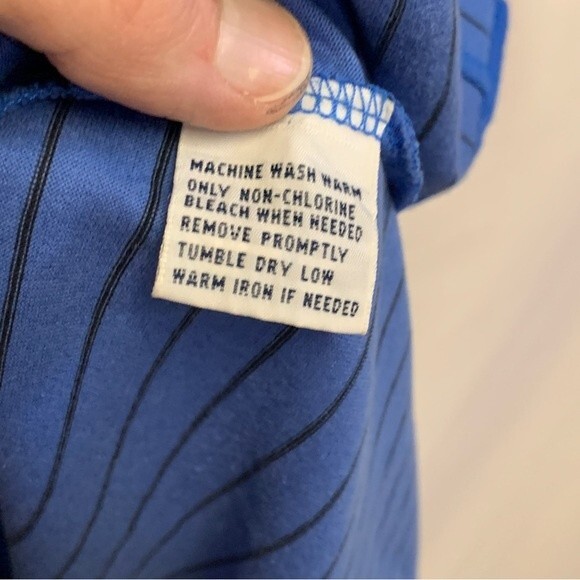 MACHINE WASH WARM
ONLY NON-CHLORINE
BLEACH WHEN NEEDED
REMOVE PROMPTLY
TUMBLE DRY LOW
WARM IRON IF NEEDED